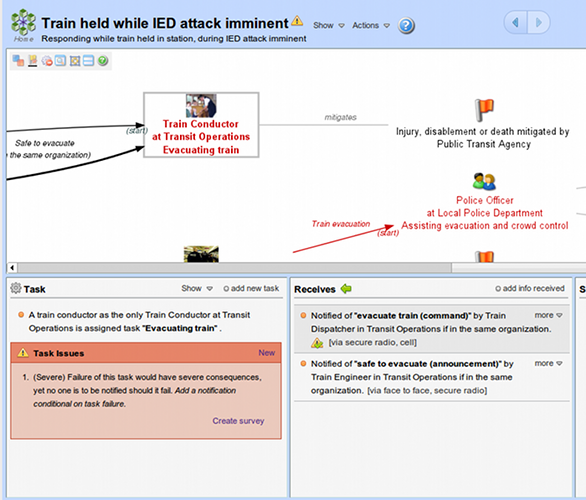 Train held while IED attack imminent
Show
Actions
Home
Responding while train held in station, during IED attack imminent
Train Conductor
at Transit Operations
Evacuating train
(start)
Safe to evacuate
the same organization)
mitigates
Injury, disablement or death mitigated by
Public Transit Agency
Police Officer
at Local Police Department
Assisting evacuation and crowd control
Train evacuation
(start)
Task
Show
add new task
A train conductor as the only Train Conductor at Transit
Operations is assigned task "Evacuating train" .
Task Issues
New
1. (Severe) Failure of this task would have severe consequences,
yet no one is to be notified should it fail. Add a notification
conditional on task failure.
Create survey
Receives
add info received
Notified of "evacuate train (command)" by Train
more
Dispatcher in Transit Operations if in the same organization.
[via secure radio, cell]
Notified of "safe to evacuate (announcement)" by
more
Train Engineer in Transit Operations if in the same
organization. [via face to face, secure radio]
S